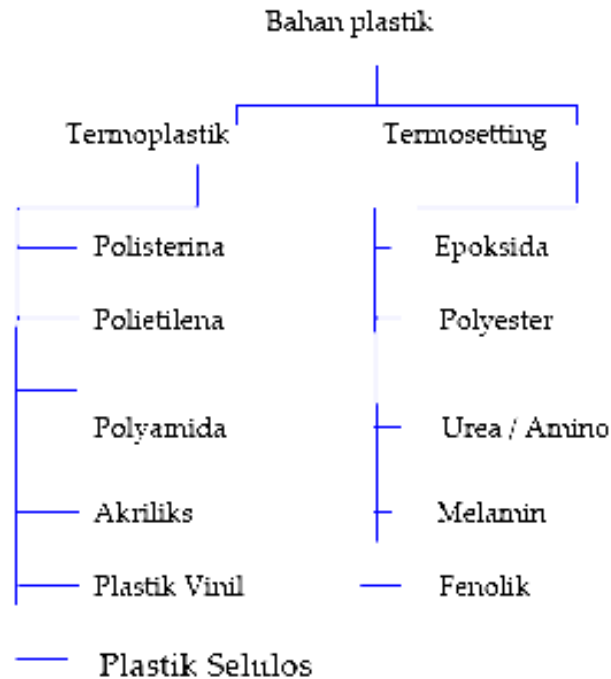 Bahan plastik
Termoplastik
Termosetting
Polisterina
Epoksida
Polietilena
Polyester
Polyamida
Urea / Amino
Akriliks
Melamin
Plastik Vinil
Fenolik
Plastik Selulos